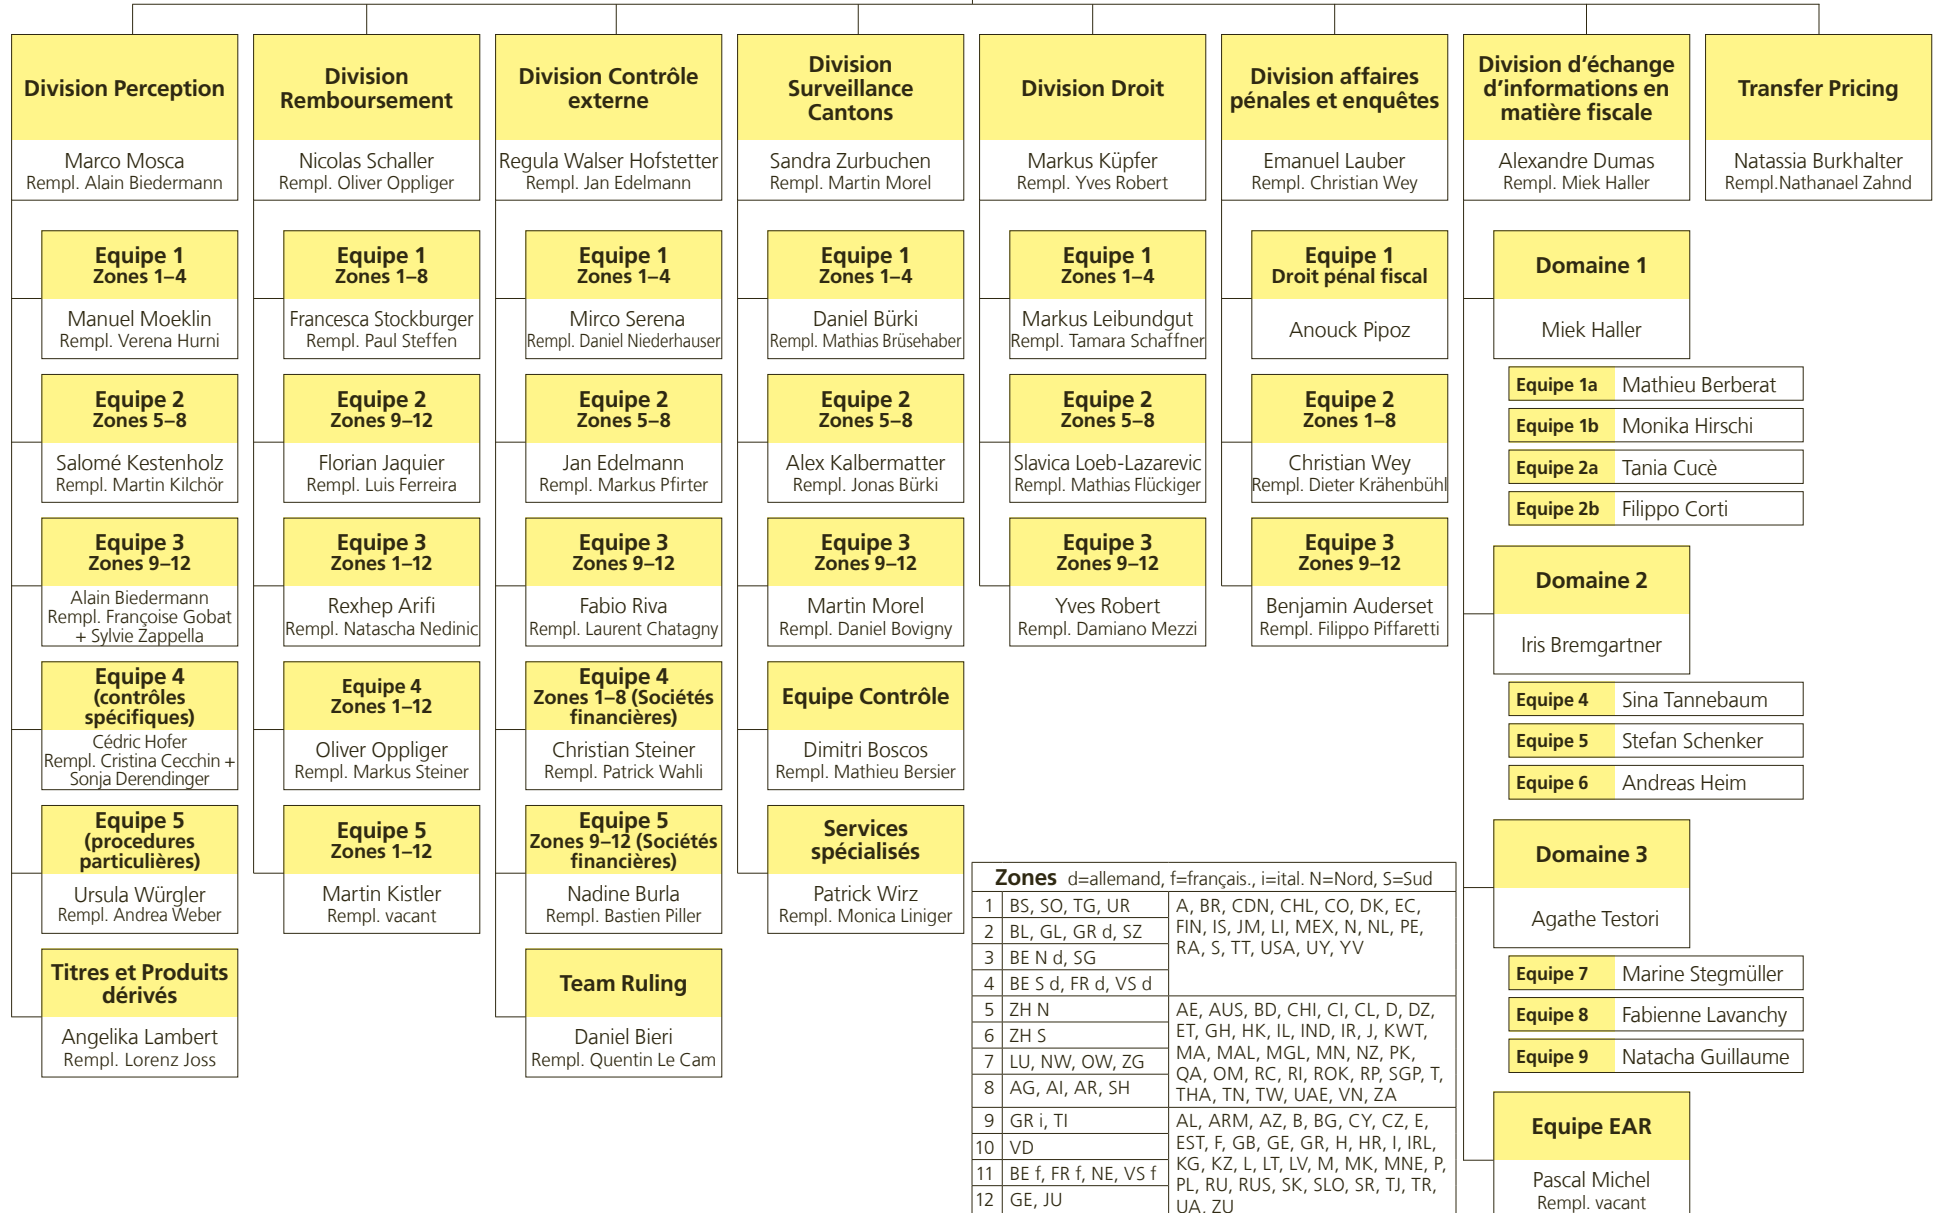 Division Perception
Marco Mosca
Rempl. Alain Biedermann
Equipe 1
Zones 1–4
Manuel Moeklin
Rempl. Verena Hurni
Equipe 2
Zones 5–8
Salomé Kestenholz
Rempl. Martin Kilchör
Equipe 3
Zones 9–12
Alain Biedermann
Rempl. Françoise Gobat
+ Sylvie Zappella
Equipe 4
(contrôles
spécifiques)
Cédric Hofer
Rempl. Cristina Cecchin +
Sonja Derendinger
Equipe 5
(procedures
particulières)
Ursula Würgler
Rempl. Andrea Weber
Titres et Produits
dérivés
Angelika Lambert
Rempl. Lorenz Joss
Division
Remboursement
Nicolas Schaller
Rempl. Oliver Oppliger
Equipe 1
Zones 1–8
Francesca Stockburger
Rempl. Paul Steffen
Equipe 2
Zones 9–12
Florian Jaquier
Rempl. Luis Ferreira
Equipe 3
Zones 1–12
Rexhep Arifi
Rempl. Natascha Nedinic
Equipe 4
Zones 1–12
Oliver Oppliger
Rempl. Markus Steiner
Equipe 5
Zones 1–12
Martin Kistler
Rempl. vacant
Division Contrôle
externe
Regula Walser Hofstetter
Rempl. Jan Edelmann
Equipe 1
Zones 1–4
Mirco Serena
Rempl. Daniel Niederhauser
Equipe 2
Zones 5–8
Jan Edelmann
Rempl. Markus Pfirter
Equipe 3
Zones 9–12
Fabio Riva
Rempl. Laurent Chatagny
Equipe 4
Zones 1–8 (Sociétés
financières)
Christian Steiner
Rempl. Patrick Wahli
Equipe 5
Zones 9–12 (Sociétés
financières)
Nadine Burla
Rempl. Bastien Piller
Team Ruling
Daniel Bieri
Rempl. Quentin Le Cam
Division
Surveillance
Cantons
Sandra Zurbuchen
Rempl. Martin Morel
Equipe 1
Zones 1–4
Daniel Bürki
Rempl. Mathias Brüsehaber
Equipe 2
Zones 5–8
Alex Kalbermatter
Rempl. Jonas Bürki
Equipe 3
Zones 9–12
Martin Morel
Rempl. Daniel Bovigny
Equipe Contrôle
Dimitri Boscos
Rempl. Mathieu Bersier
Services
spécialisés
Patrick Wirz
Rempl. Monica Liniger
Division Droit
Markus Küpfer
Rempl. Yves Robert
Equipe 1
Zones 1–4
Markus Leibundgut
Rempl. Tamara Schaffner
Equipe 2
Zones 5–8
Slavica Loeb-Lazarevic
Rempl. Mathias Flückiger
Equipe 3
Zones 9–12
Yves Robert
Rempl. Damiano Mezzi
Division affaires
pénales et enquêtes
Emanuel Lauber
Rempl. Christian Wey
Equipe 1
Droit pénal fiscal
Anouck Pipoz
Equipe 2
Zones 1–8
Christian Wey
Rempl. Dieter Krähenbühl
Equipe 3
Zones 9–12
Benjamin Auderset
Rempl. Filippo Piffaretti
Division d'échange
d'informations en
matière fiscale
Alexandre Dumas
Rempl. Miek Haller
Domaine 1
Miek Haller
Equipe 1a Mathieu Berberat
Equipe 1b Monika Hirschi
Equipe 2a Tania Cucè
Equipe 2b Filippo Corti
Domaine 2
Iris Bremgartner
Equipe 4 Sina Tannebaum
Equipe 5 Stefan Schenker
Equipe 6 Andreas Heim
Domaine 3
Agathe Testori
Equipe 7 Marine Stegmüller
Equipe 8 Fabienne Lavanchy
Equipe 9 Natacha Guillaume
Equipe EAR
Pascal Michel
Rempl. vacant
Transfer Pricing
Natassia Burkhalter
Rempl.Nathanael Zahnd
Zones d=allemand, f=français., i=ital. N=Nord, S=Sud
1 BS, SO, TG, UR
2 BL, GL, GR d, SZ
3 BE N d, SG
4 BE S d, FR d, VS d
A, BR, CDN, CHL, CO, DK, EC,
FIN, IS, JM, LI, MEX, N, NL, PE,
RA, S, TT, USA, UY, YV
5 ZH N
6 ZH S
7 LU, NW, OW, ZG
8 AG, AI, AR, SH
AE, AUS, BD, CHI, CI, CL, D, DZ,
ET, GH, HK, IL, IND, IR, J, KWT,
MA, MAL, MGL, MN, NZ, PK,
QA, OM, RC, RI, ROK, RP, SGP, T,
THA, TN, TW, UAE, VN, ZA
9 GR i, TI
10 VD
11 BE f, FR f, NE, VS f
12 GE, JU
AL, ARM, AZ, B, BG, CY, CZ, E,
EST, F, GB, GE, GR, H, HR, I, IRL,
KG, KZ, L, LT, LV, M, MK, MNE, P,
PL, RU, RUS, SK, SLO, SR, TJ, TR,
UA, ZU